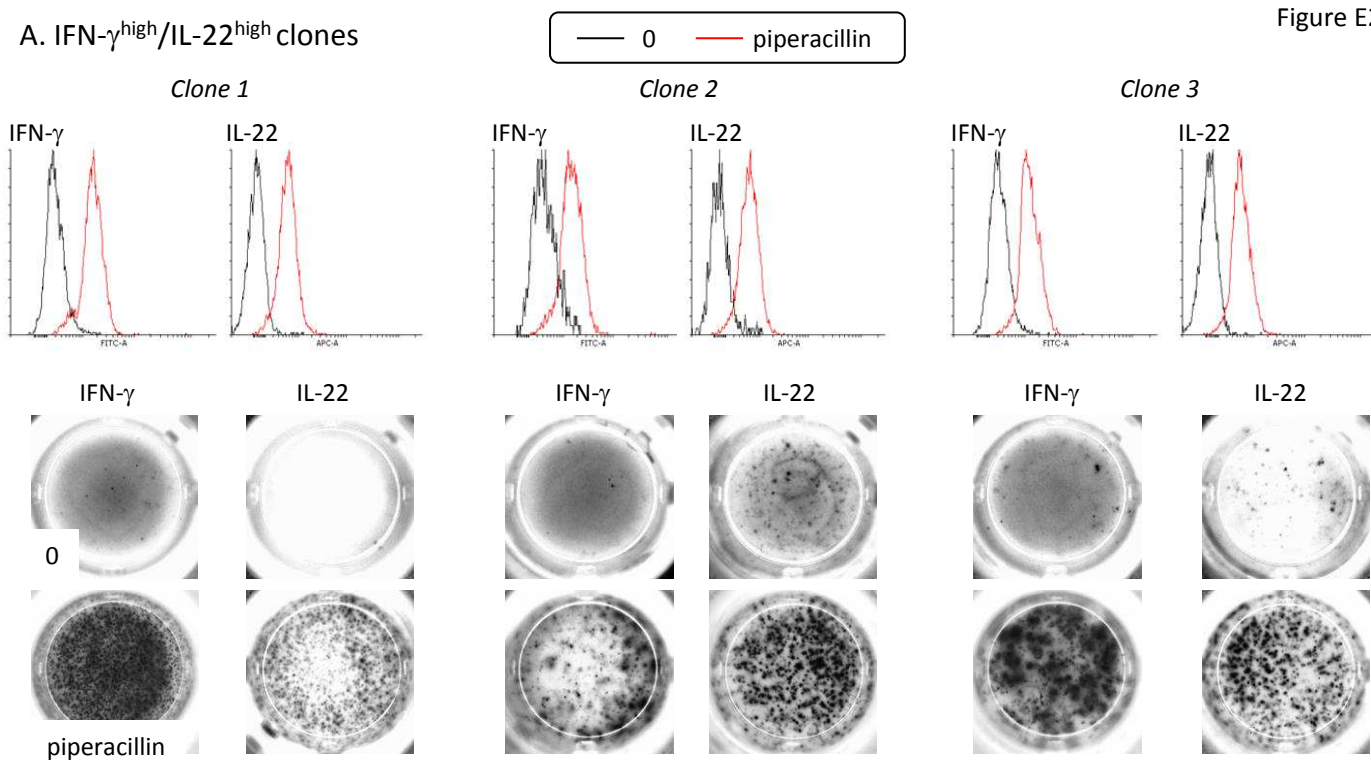 Figure E2
A. IFN-γhigh/IL-22high clones
0 piperacillin
Clone 1 Clone 2 Clone 3
IFN-γ IL-22 IFN-γ IL-22 IFN-γ IL-22
FITC-A APC-A FITC-A APC-A FITC-A APC-A
IFN-γ IL-22 IFN-γ IL-22 IFN-γ IL-22
0
piperacillin